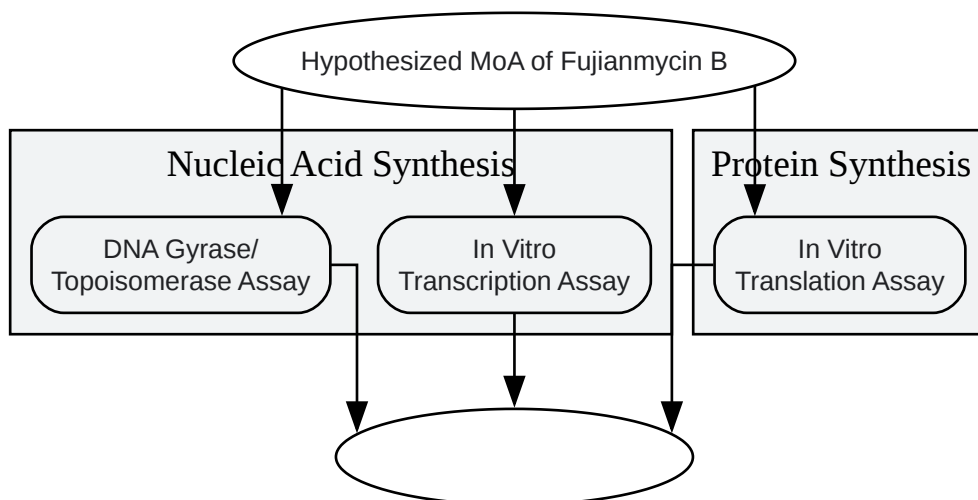 Hypothesized MoA of Fujianmycin B
Nucleic Acid Synthesis
Protein Synthesis
DNA Gyrase/
Topoisomerase Assay
In Vitro
Transcription Assay
In Vitro
Translation Assay